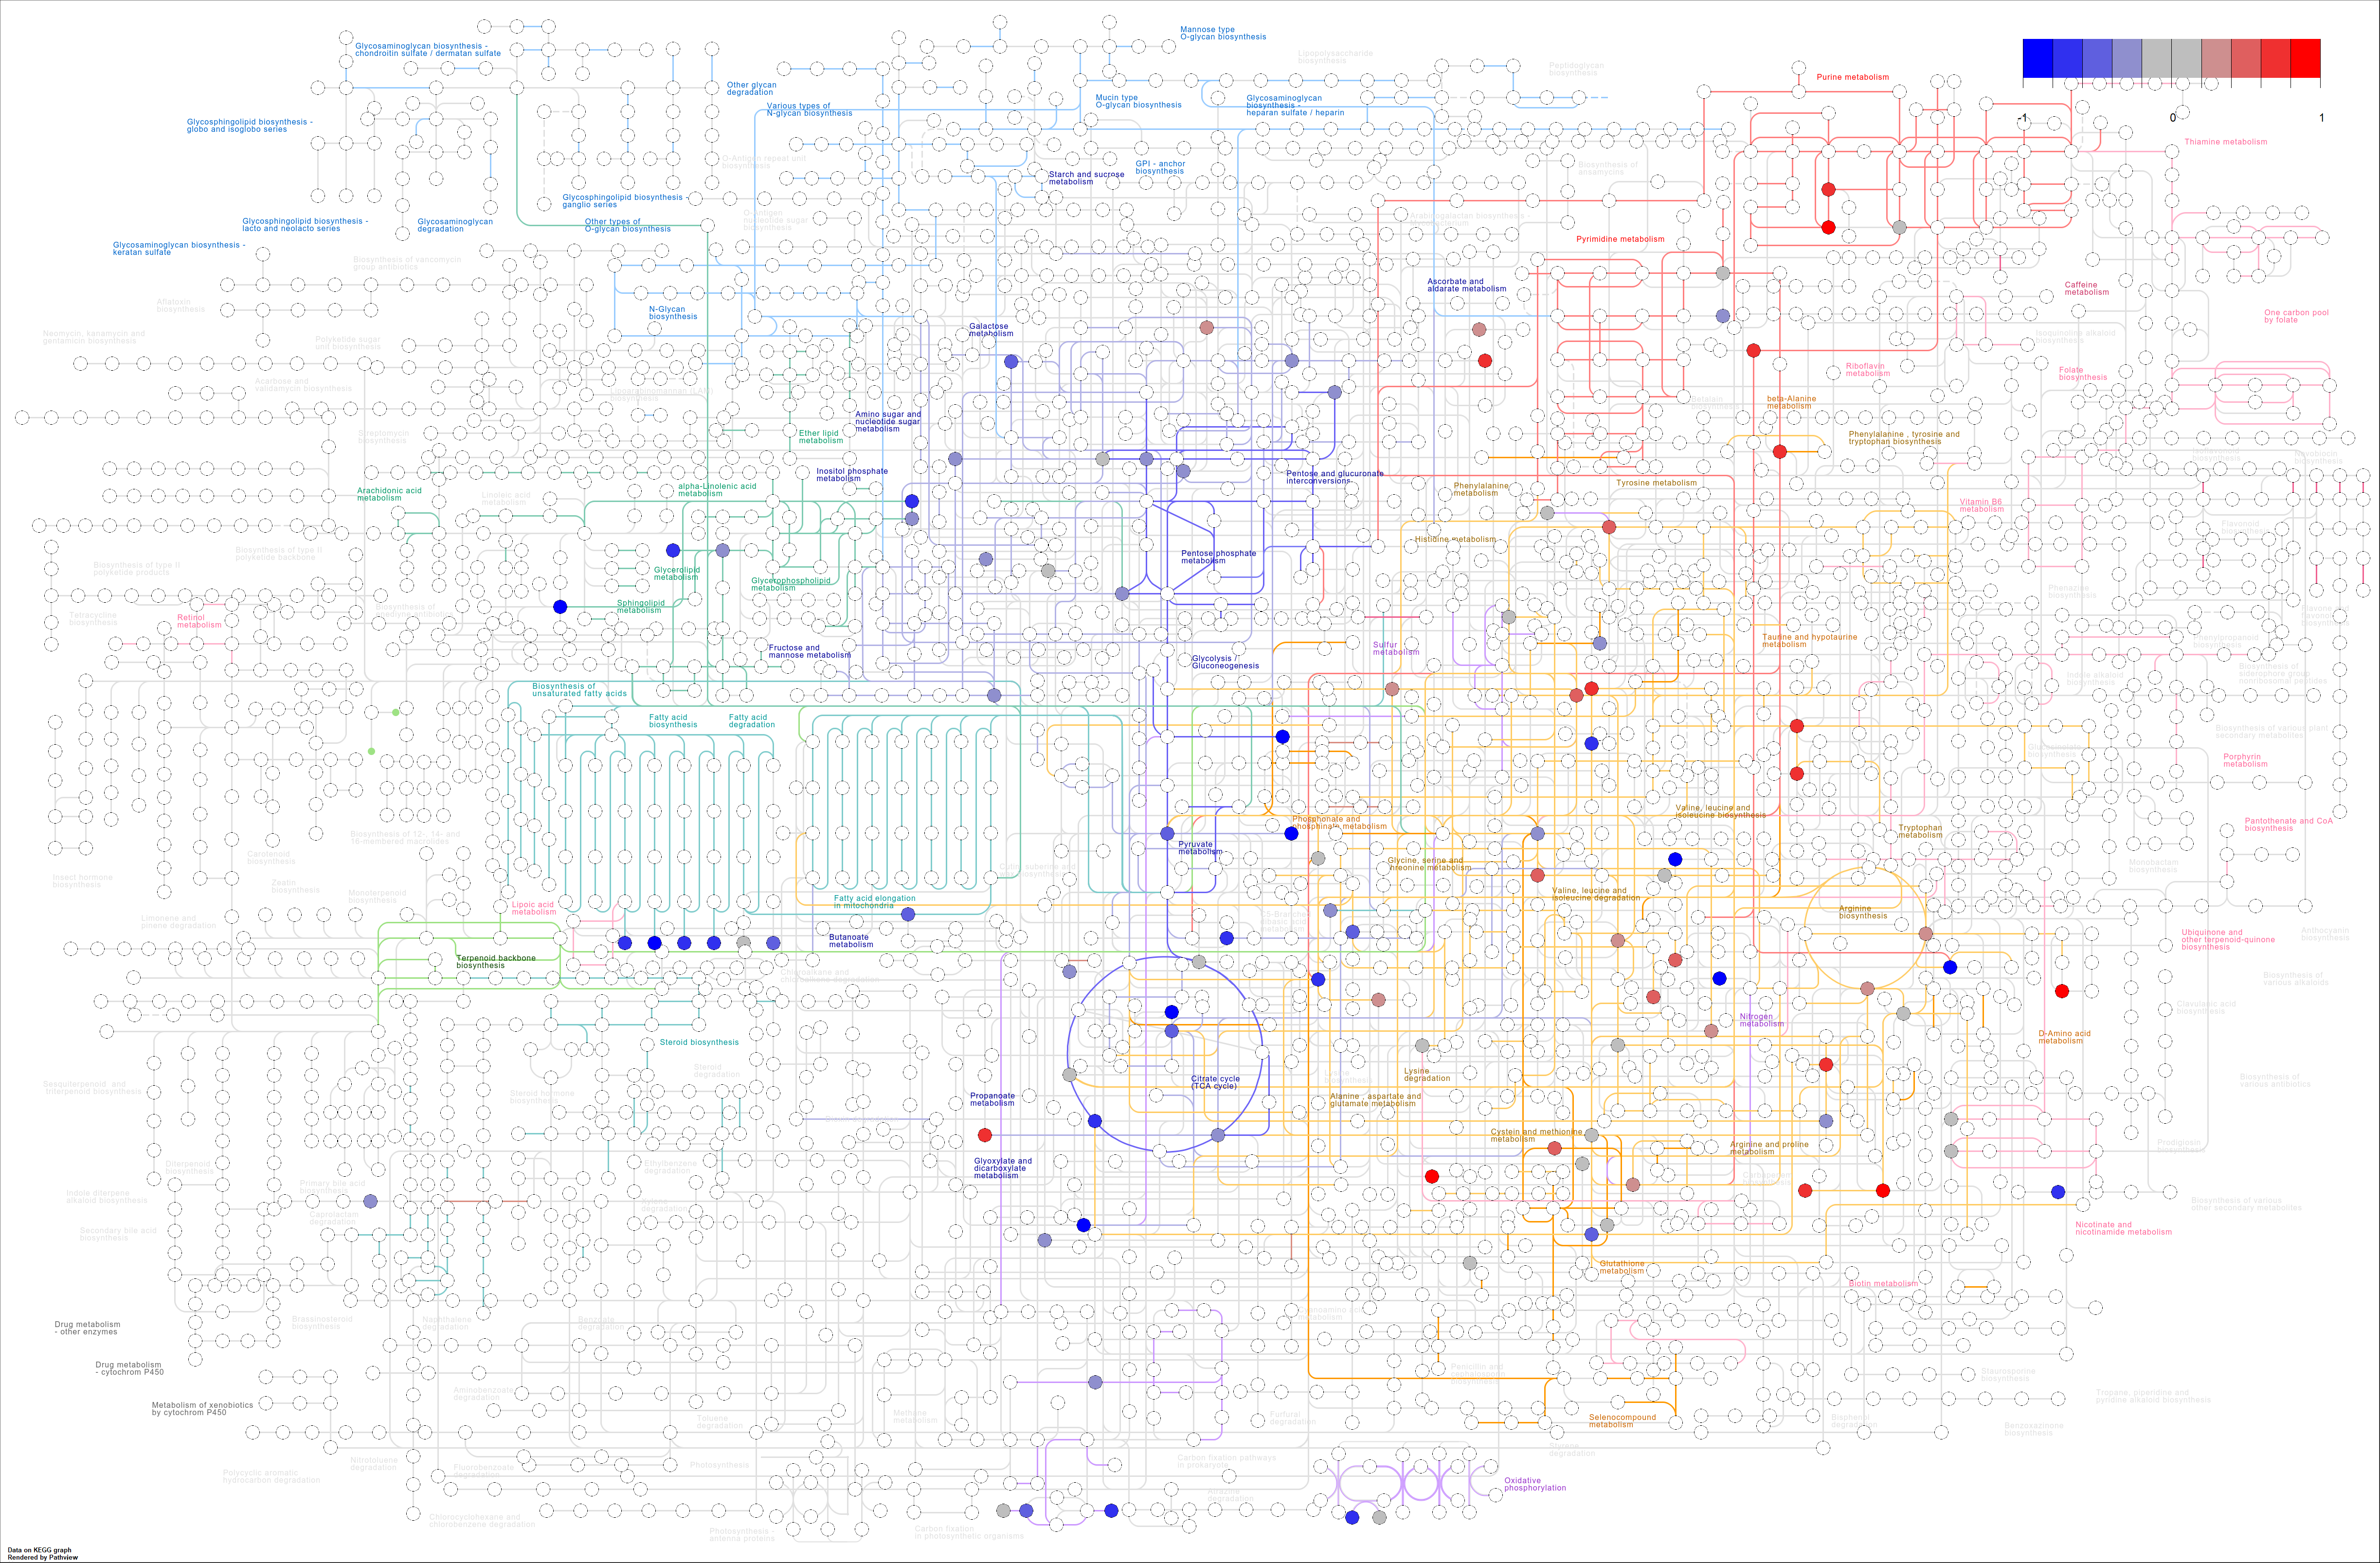 Glycosaminoglycan biosynthesis -
chondroitin sulfate / dermatan sulfate
Mannose type
O-glycan biosynthesis
Lipopolysaccharide
biosynthesis
Peptidoglycan
biosynthesis
Purine metabolism
-1
0
1
Other glycan
degradation
Various types of
N-glycan biosynthesis
Mucin type
O-glycan biosynthesis
Glycosaminoglycan
biosynthesis -
heparan sulfate / heparin
Glycosphingolipid biosynthesis -
globo and isoglobo series
Thiamine metabolism
O-Antigen repeat unit
biosynthesis
GPI - anchor
biosynthesis
Starch and sucrose
metabolism
Biosynthesis of
ansamycins
Glycosphingolipid biosynthesis -
ganglio series
Glycosphingolipid biosynthesis -
lacto and neolacto series
Glycosaminoglycan
degradation
Other types of
O-glycan biosynthesis
O-Antigen
nucleotide sugar
biosynthesis
Glycosaminoglycan biosynthesis -
keratan sulfate
Pyrimidine metabolism
Biosynthesis of vancomycin
group antibiotics
Ascorbate and
aldarate metabolism
Caffeine
metabolism
Aflatoxin
biosynthesis
N-Glycan
biosynthesis
One carbon pool
by folate
Galactose
metabolism
Neomycin, kanamycin and
gentamicin biosynthesis
Polyketide sugar
unit biosynthesis
Isoquinoline alkaloid
biosynthesis
Riboflavin
metabolism
Folate
biosynthesis
Acarbose and
validamycin biosynthesis
beta-Alanine
metabolism
Betalain
biosynthesis
Amino sugar and
nucleotide sugar
metabolism
Ether lipid
metabolism
Streptomycin
biosynthesis
Phenylalanine , tyrosine and
tryptophan biosynthesis
Inositol phosphate
metabolism
Pentose and glucuronate
interconversions
Arachidonic acid
metabolism
Linoleic acid
metabolism
alpha-Linolenic acid
metabolism
Phenylalanine
metabolism
Tyrosine metabolism
Vitamin B6
metabolism
Histidine metabolism
Biosynthesis of type II
polyketide backbone
Biosynthesis of type II
polyketide products
Pentose phosphate
metabolism
Glycerolipid
metabolism
Glycerophospholipid
metabolism
Phenazine
biosynthesis
Sphingolipid
metabolism
Tetracycline
biosynthesis
Retinol
metabolism
Taurine and hypotaurine
metabolism
Fructose and
mannose metabolism
Sulfur
metabolism
Glycolysis /
Gluconeogenesis
Biosynthesis of
siderophore group
nonribosomal peptides
Indole alkaloid
biosynthesis
Biosynthesis of
unsaturated fatty acids
Fatty acid
biosynthesis
Fatty acid
degradation
Biosynthesis of various plant
secondary metabolites
Porphyrin
metabolism
Valine, leucine and
isoleucine biosynthesis
Phosphonate and
phosphinate metabolism
Tryptophan
metabolism
Pantothenate and CoA
biosynthesis
Biosynthesis of 12-, 14- and
16-membered macrolides
Pyruvate
metabolism
Carotenoid
biosynthesis
Glycine, serine and
threonine metabolism
Monobactam
biosynthesis
Insect hormone
biosynthesis
Zeatin
biosynthesis
Monoterpenoid
biosynthesis
Valine, leucine and
isoleucine degradation
Fatty acid elongation
in mitochondria
Lipoic acid
metabolism
Limonene and
pinene degradation
Arginine
biosynthesis
Butanoate
metabolism
Ubiquinone and
other terpenoid-quinone
biosynthesis
Anthocyanin
biosynthesis
Terpenoid backbone
biosynthesis
Biosynthesis of
various alkaloids
Clavulanic acid
biosynthesis
Nitrogen
metabolism
D-Amino acid
metabolism
Steroid biosynthesis
Steroid
degradation
Citrate cycle
(TCA cycle)
Lysine
degradation
Biosynthesis of
various antibiotics
Sesquiterpenoid and
triterpenoid biosynthesis
Steroid hormone
biosynthesis
Propanoate
metabolism
Alanine , aspartate and
glutamate metabolism
Cystein and methionine
metabolism
Arginine and proline
metabolism
Prodigiosin
Glyoxylate and
dicarboxylate
metabolism
Diterpenoid
biosynthesis
Ethylbenzene
degradation
Primary bile acid
biosynthesis
Indole diterpene
alkaloid biosynthesis
Caprolactam
degradation
Biosynthesis of various
other secondary metabolites
Secondary bile acid
biosynthesis
Nicotinate and
nicotinamide metabolism
Glutathione
metabolism
Biotin metabolism
Drug metabolism
- other enzymes
Brassinosteroid
biosynthesis
Naphthalene
degradation
Drug metabolism
- cytochrom P450
Staurosporine
biosynthesis
Aminobenzoate
degradation
Tropane, piperidine and
pyridine alkaloid biosynthesis
Metabolism of xenobiotics
by cytochrom P450
Toluene
degradation
Methane
metabolism
Furfural
degradation
Selenocompound
metabolism
Bisphenol
degradation
Benzoxazinone
biosynthesis
Styrene
degradation
Nitrotoluene
degradation
Polycyclic aromatic
hydrocarbon degradation
Fluorobenzoate
degradation
Photosynthesis
Carbon fixation pathways
in prokaryote
Oxidative
phosphorylation
Atrazine
degradation
Chlorocyclohexane and
chlorobenzene degradation
Photosynthesis -
antenna proteins
Carbon fixation
in photosynthetic organisms
Data on KEGG graph
Rendered by Pathview